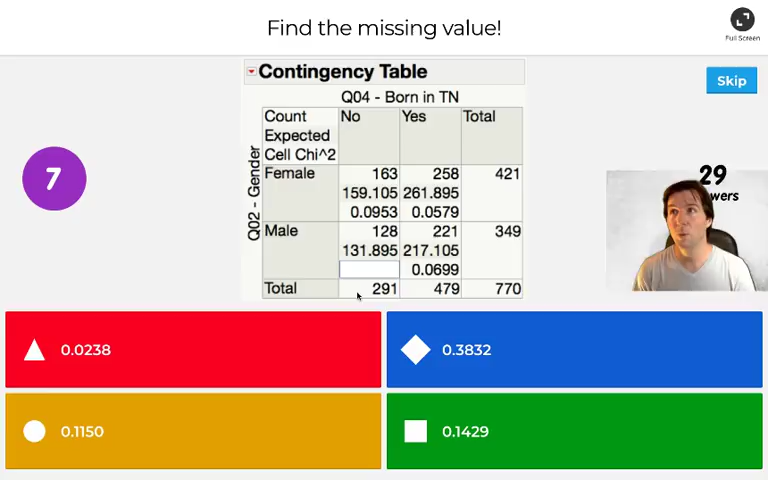 Find the missing value!
Full Screen
Contingency Table
Skip
Q04 - Born in TN
Count No Yes Total
Expected
Cell Chi^2
Q02 - Gender
Female 163 258 421
159.105 261.895
0.0953 0.0579
7
29
wers
Male 128 221 349
131.895 217.105
0.0699
Total 291 479 770
0.0238
0.3832
0.1150
0.1429